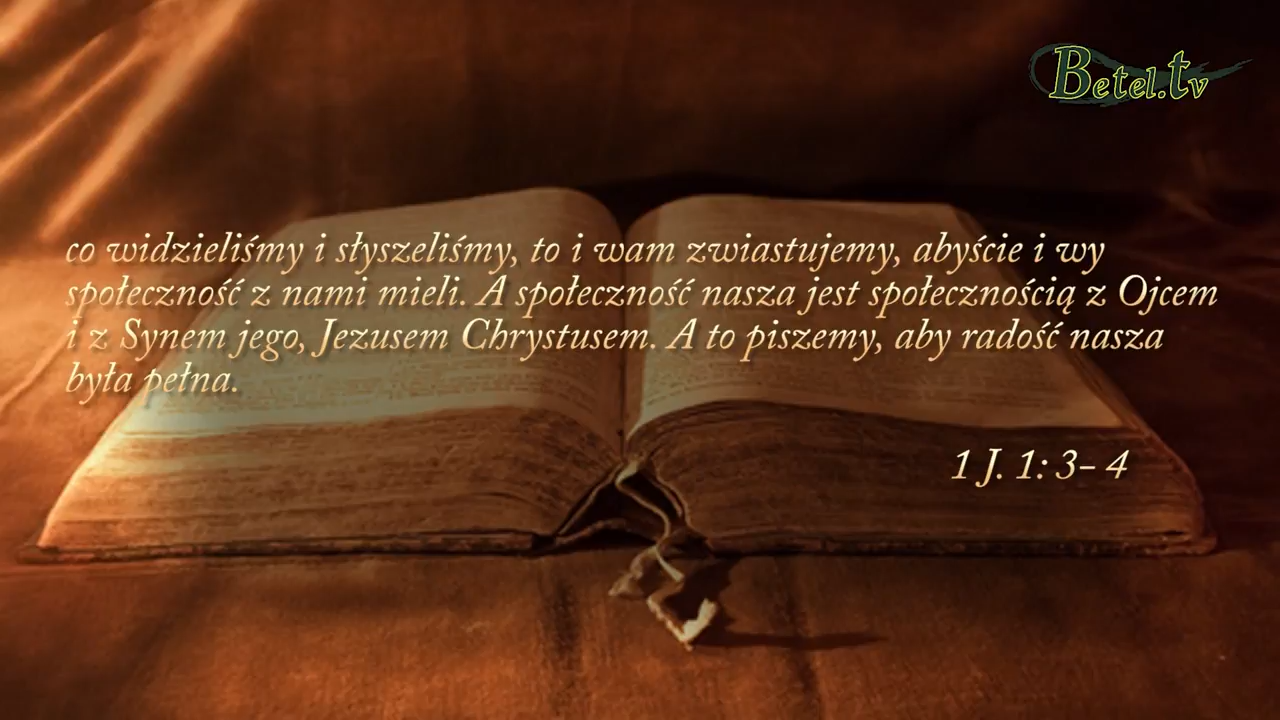 Betel.tv
co widzieliśmy i słyszeliśmy, to i wam zwiastujemy, abyście i wy
społeczność z nami mieli. A społeczność nasza jest społecznością z Ojcem
i z Synem jego, Jezusem Chrystusem. A to piszemy, aby radość nasza
była pełna.
1 J. 1: 3- 4